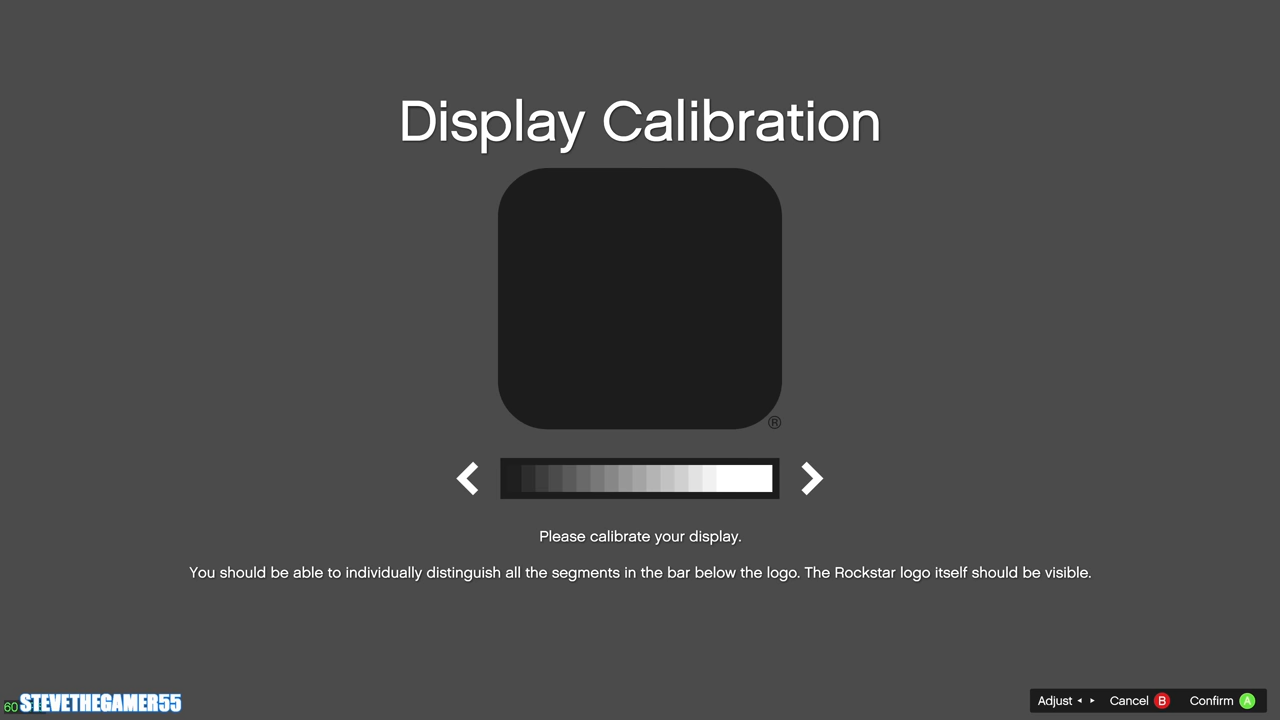 Display Calibration
®
Please calibrate your display.
You should be able to individually distinguish all the segments in the bar below the logo. The Rockstar logo itself should be visible.
60 STEVETHEGAMER55
Adjust Cancel B Confirm A